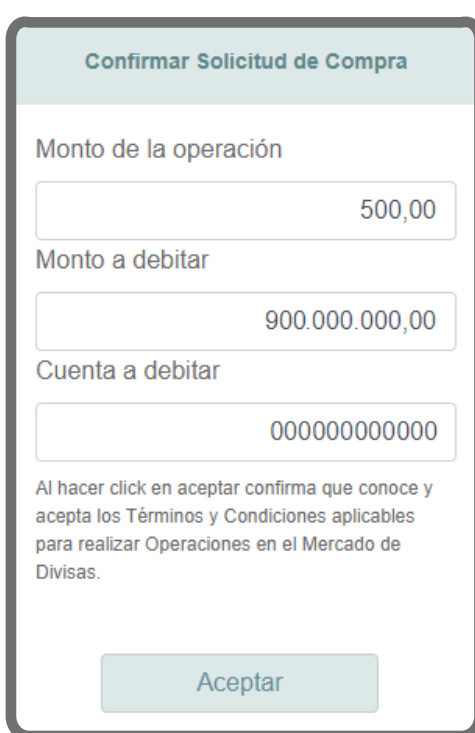 Confirmar Solicitud de Compra
Monto de la operación
500,00
Monto a debitar
900.000.000,00
Cuenta a debitar
000000000000
Al hacer click en aceptar confirma que conoce y
acepta los Términos y Condiciones aplicables
para realizar Operaciones en el Mercado de
Divisas.
Aceptar